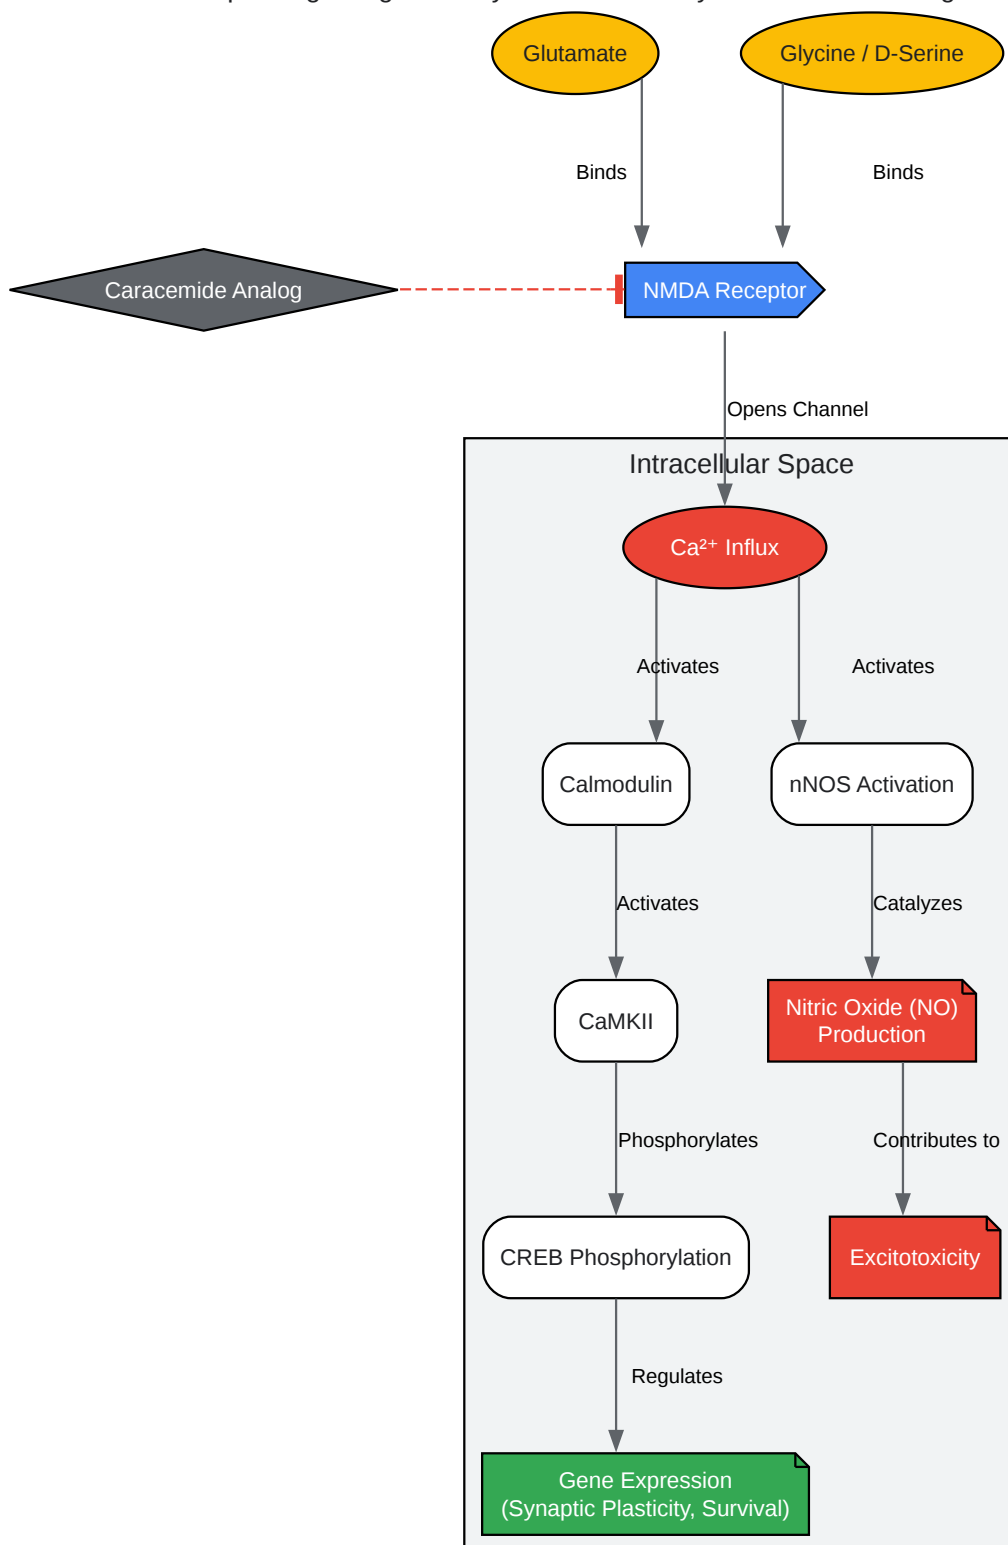 Glutamate
Glycine / D-Serine
Binds
Binds
Caracemide Analog
NMDA Receptor
Opens Channel
Intracellular Space
Ca²⁺ Influx
Activates
Activates
Calmodulin
nNOS Activation
Activates
Catalyzes
CaMKII
Nitric Oxide (NO)
Production
Phosphorylates
Contributes to
CREB Phosphorylation
Excitotoxicity
Regulates
Gene Expression
(Synaptic Plasticity, Survival)